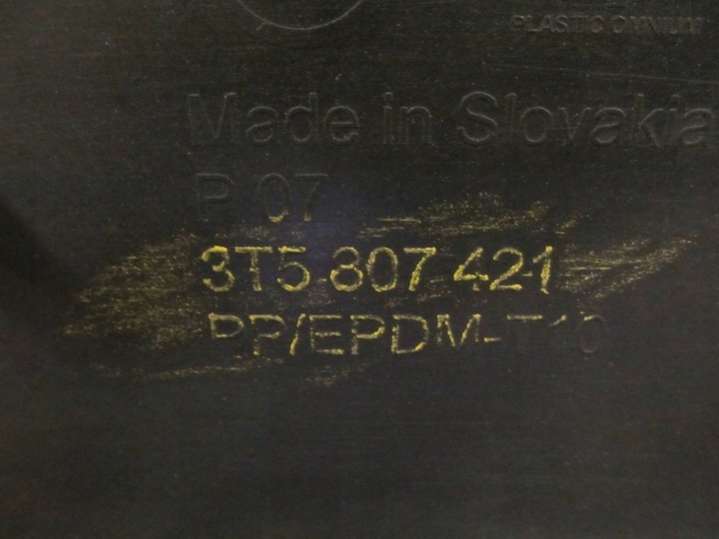 PLASTIC OMNIUM
Made in Slovakia
P 07
3T5.807 421
PP/EPDM-T10